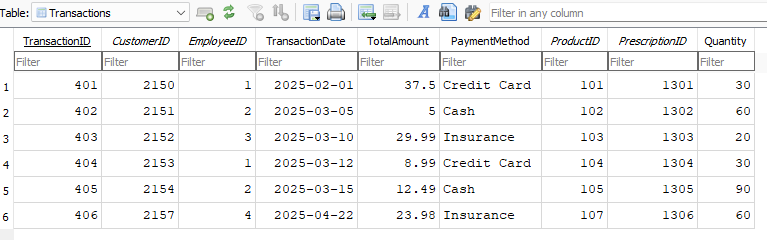 Table: Transactions Filter in any column
TransactionID CustomerID EmployeeID TransactionDate TotalAmount PaymentMethod ProductID PrescriptionID Quantity
Filter Filter Filter Filter Filter Filter Filter Filter Filter
1 401 2150 1 2025-02-01 37.5 Credit Card 101 1301 30
2 402 2151 2 2025-03-05 5 Cash 102 1302 60
3 403 2152 3 2025-03-10 29.99 Insurance 103 1303 20
4 404 2153 1 2025-03-12 8.99 Credit Card 104 1304 30
5 405 2154 2 2025-03-15 12.49 Cash 105 1305 90
6 406 2157 4 2025-04-22 23.98 Insurance 107 1306 60